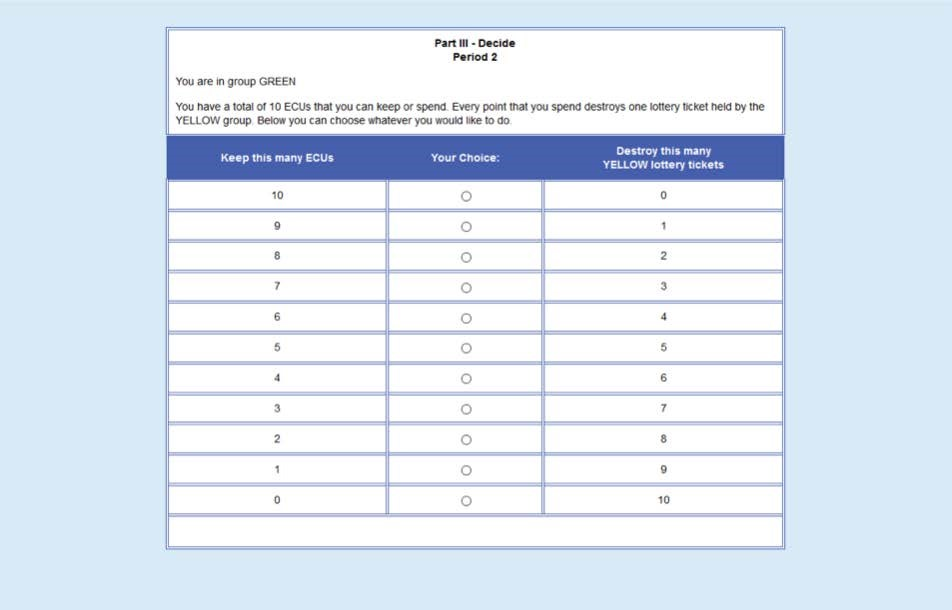 Part III - Decide
Period 2
You are in group GREEN
You have a total of 10 ECUs that you can keep or spend. Every point that you spend destroys one lottery ticket held by the
YELLOW group. Below you can choose whatever you would like to do.
Keep this many ECUs Your Choice: Destroy this many
YELLOW lottery tickets
10 0
9 1
8 2
7 3
6 4
5 5
4 6
3 7
2 8
1 9
0 10